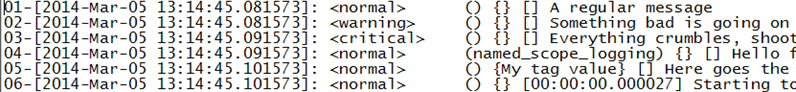 01-[2014-Mar-05 13:14:45.081573]: <normal> () {} [] A regular message
02-[2014-Mar-05 13:14:45.081573]: <warning> () {} [] Something bad is going on
03-[2014-Mar-05 13:14:45.091573]: <critical> () {} [] Everything crumbles, shoot
04-[2014-Mar-05 13:14:45.091573]: <normal> (named_scope_logging) {} [] Hello f
05-[2014-Mar-05 13:14:45.101573]: <normal> () {My tag value} [] Here goes the
06-[2014-Mar-05 13:14:45.101573]: <normal> () {} [00:00:00.000027] Starting to